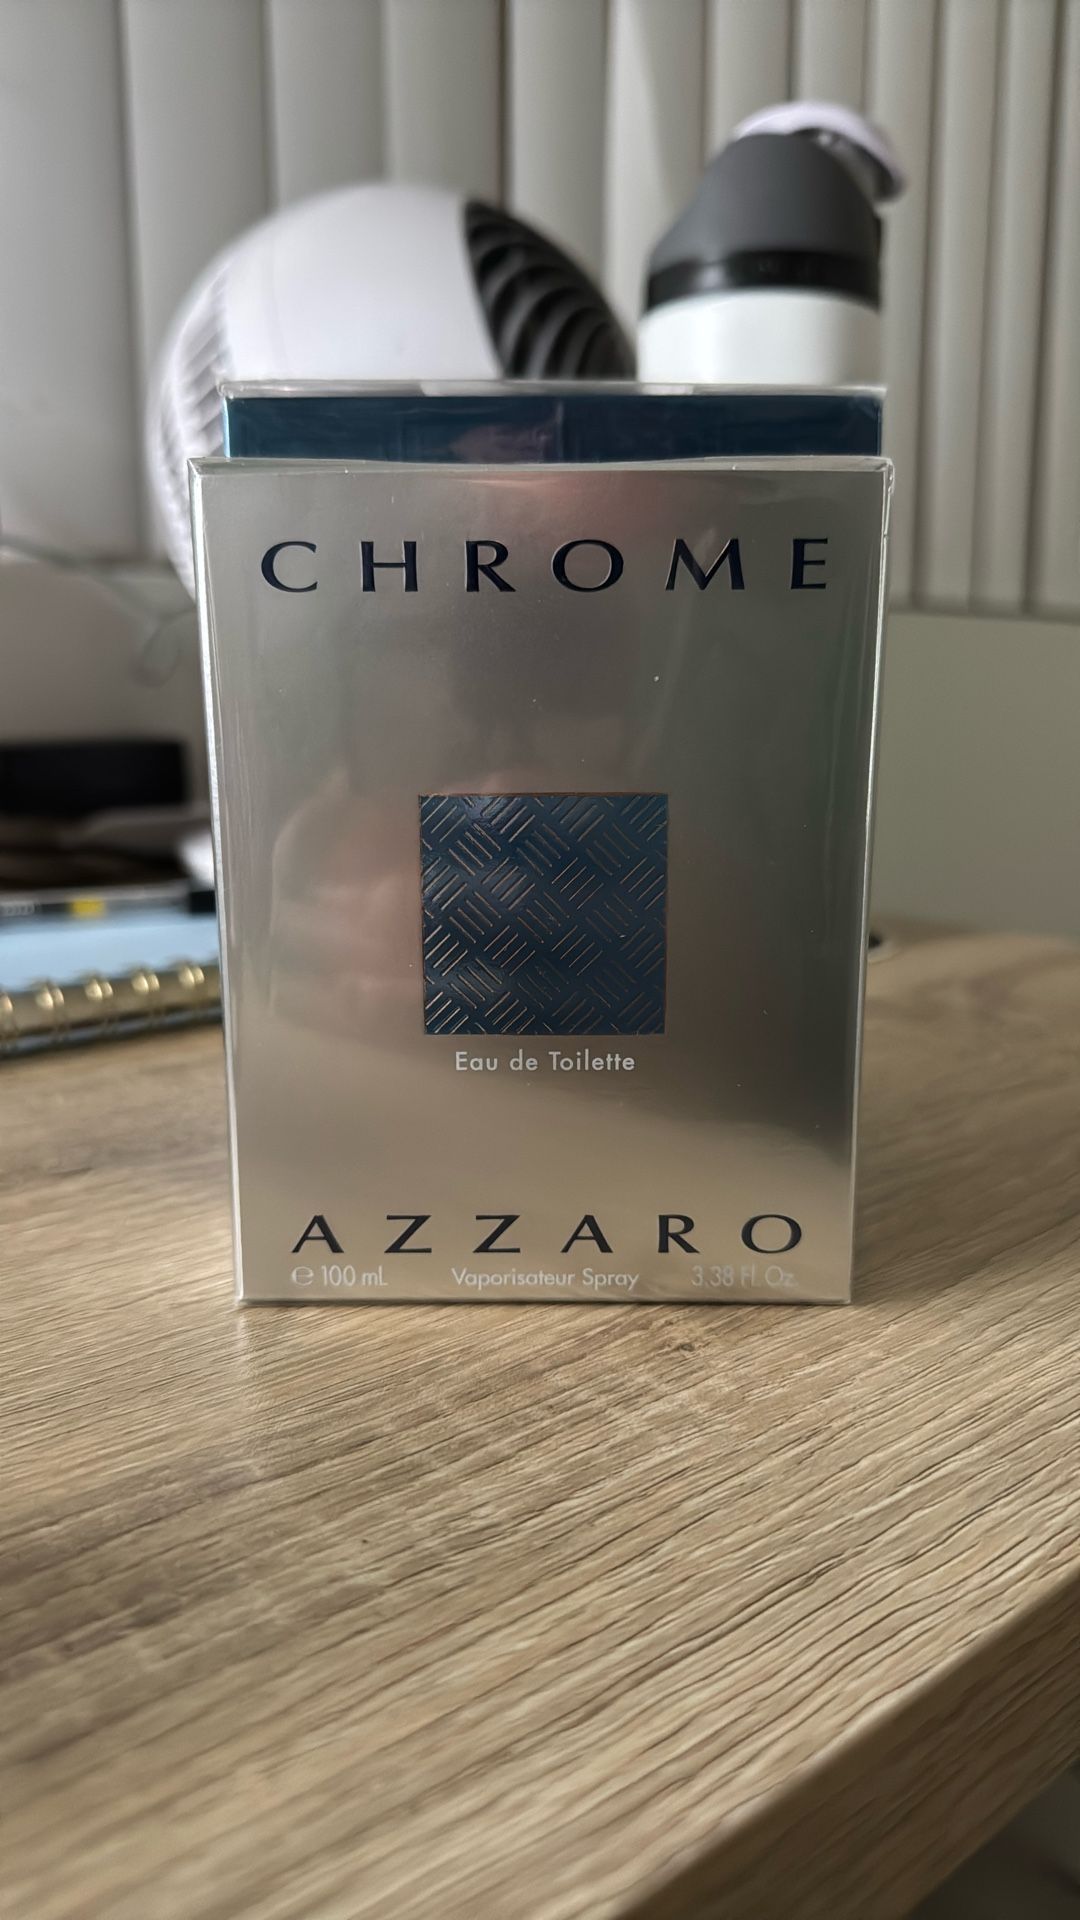 CHROME
Eau de Toilette
AZZARO
℮ 100 mL Vaporisateur Spray 3.38 Fl. Oz.